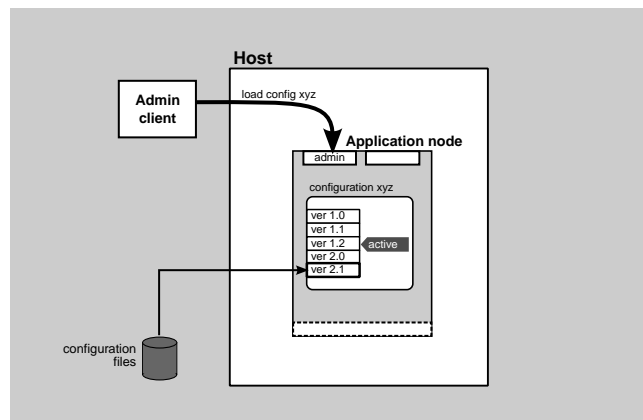 Host
load config xyz
Admin
client
Application node
admin
configuration xyz
ver 1.0
ver 1.1
ver 1.2
active
ver 2.0
ver 2.1
configuration
files